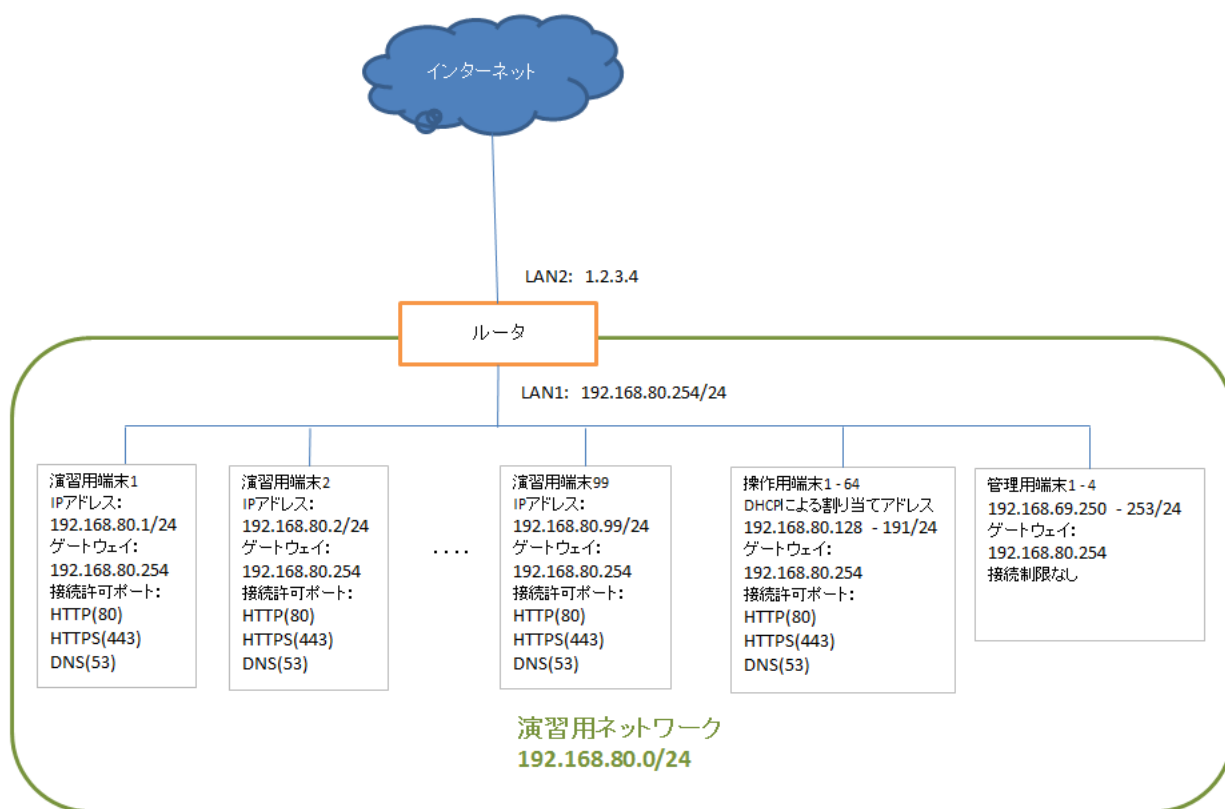 インターネット
LAN2: 1.2.3.4
ルータ
LAN1: 192.168.80.254/24
演習用端末1
IPアドレス:
192.168.80.1/24
ゲートウェイ:
192.168.80.254
接続許可ポート:
HTTP(80)
HTTPS(443)
DNS(53)
演習用端末2
IPアドレス:
192.168.80.2/24
ゲートウェイ:
192.168.80.254
接続許可ポート:
HTTP(80)
HTTPS(443)
DNS(53)
....
演習用端末99
IPアドレス:
192.168.80.99/24
ゲートウェイ:
192.168.80.254
接続許可ポート:
HTTP(80)
HTTPS(443)
DNS(53)
操作用端末1 - 64
DHCPによる割り当てアドレス
192.168.80.128 - 191/24
ゲートウェイ:
192.168.80.254
接続許可ポート:
HTTP(80)
HTTPS(443)
DNS(53)
管理用端末1 - 4
192.168.69.250 - 253/24
ゲートウェイ:
192.168.80.254
接続制限なし
演習用ネットワーク
192.168.80.0/24